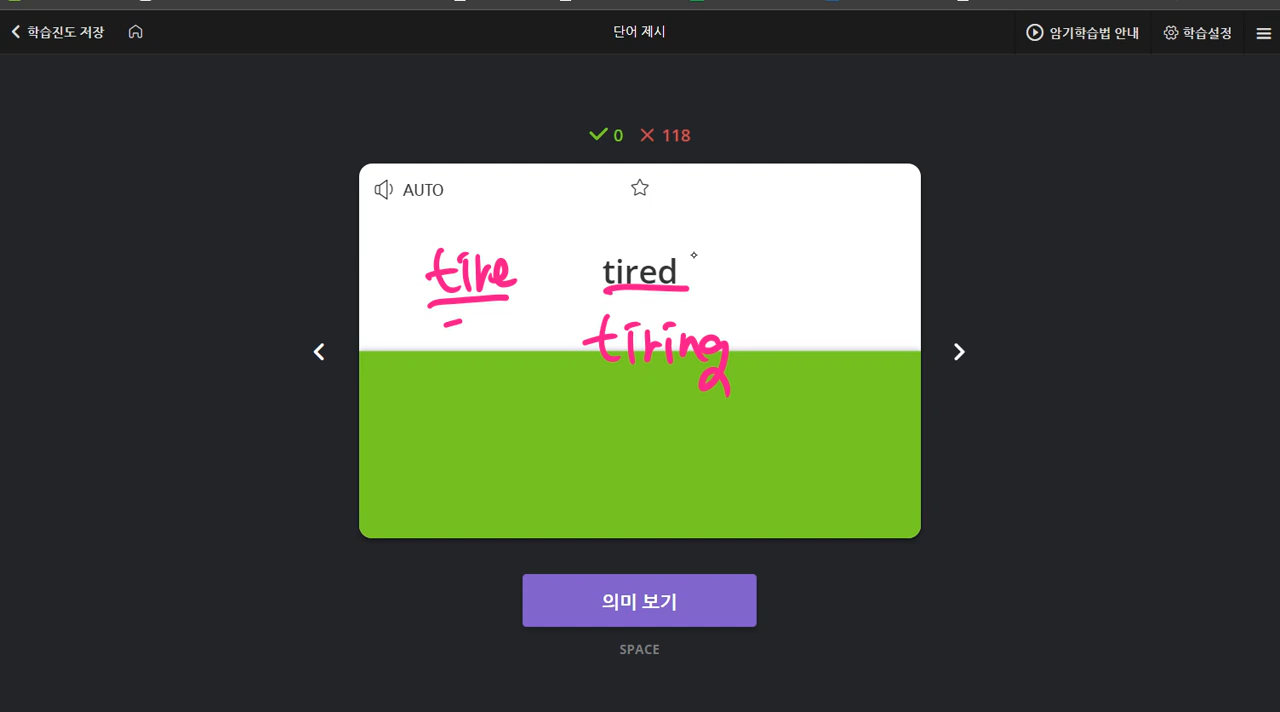 학습진도 저장
단어 제시
암기학습법 안내
학습설정
0 118
AUTO
tire tired
tiring
의미 보기
SPACE